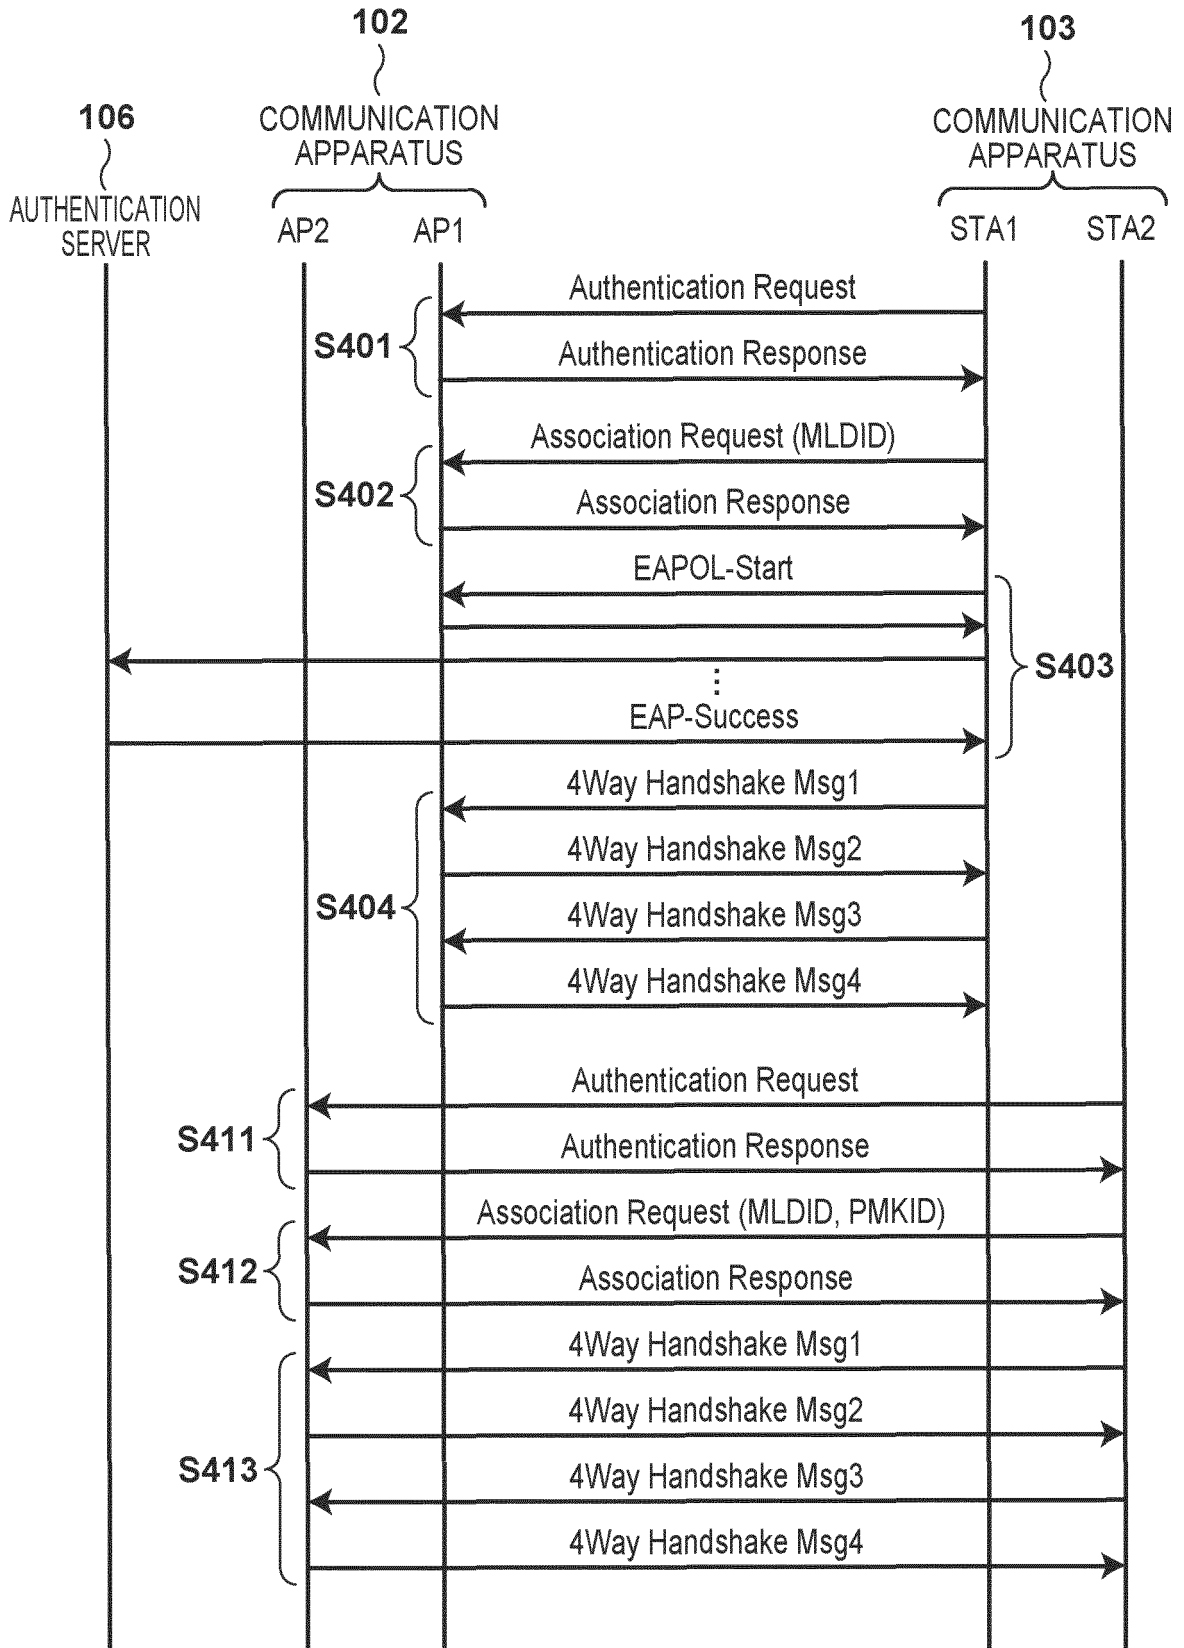 102
103
106
COMMUNICATION
APPARATUS
COMMUNICATION
APPARATUS
AUTHENTICATION
SERVER
AP2
AP1
STA1
STA2
Authentication Request
S401
Authentication Response
Association Request (MLDID)
S402
Association Response
EAPOL-Start
S403
⋮
EAP-Success
4Way Handshake Msg1
4Way Handshake Msg2
S404
4Way Handshake Msg3
4Way Handshake Msg4
Authentication Request
S411
Authentication Response
Association Request (MLDID, PMKID)
S412
Association Response
4Way Handshake Msg1
4Way Handshake Msg2
S413
4Way Handshake Msg3
4Way Handshake Msg4